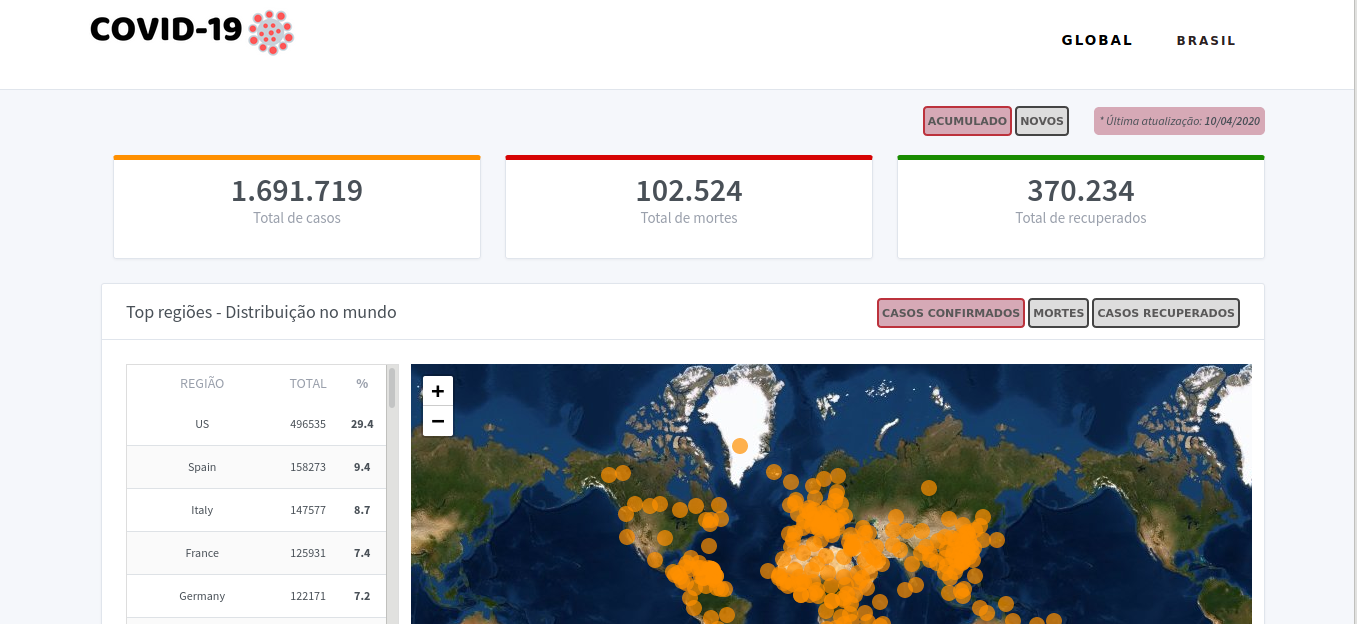 COVID-19
GLOBAL BRASIL
ACUMULADO NOVOS * Última atualização: 10/04/2020
1.691.719 102.524 370.234
Total de casos Total de mortes Total de recuperados
Top regiões - Distribuição no mundo CASOS CONFIRMADOS MORTES CASOS RECUPERADOS
REGIÃO TOTAL %
US 496535 29.4
Spain 158273 9.4
Italy 147577 8.7
France 125931 7.4
Germany 122171 7.2
+
−